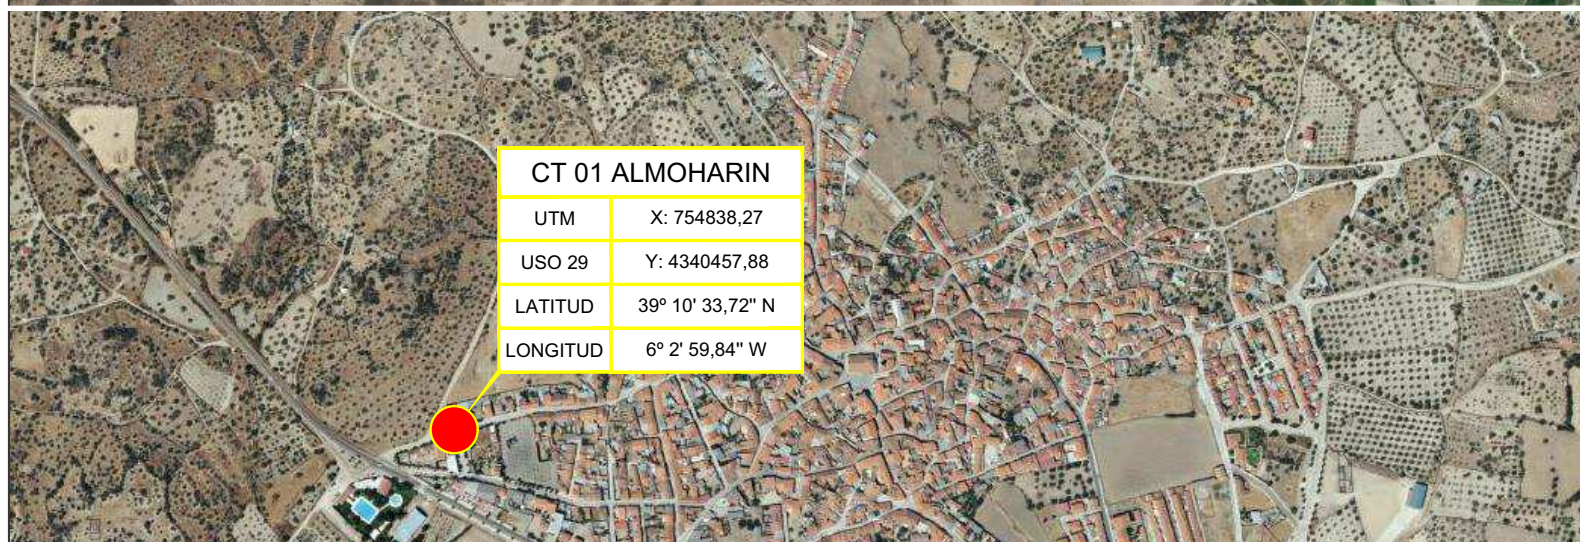 CT 01 ALMOHARIN
UTM X: 754838,27
USO 29 Y: 4340457,88
LATITUD 39º 10' 33,72" N
LONGITUD 6º 2' 59,84" W